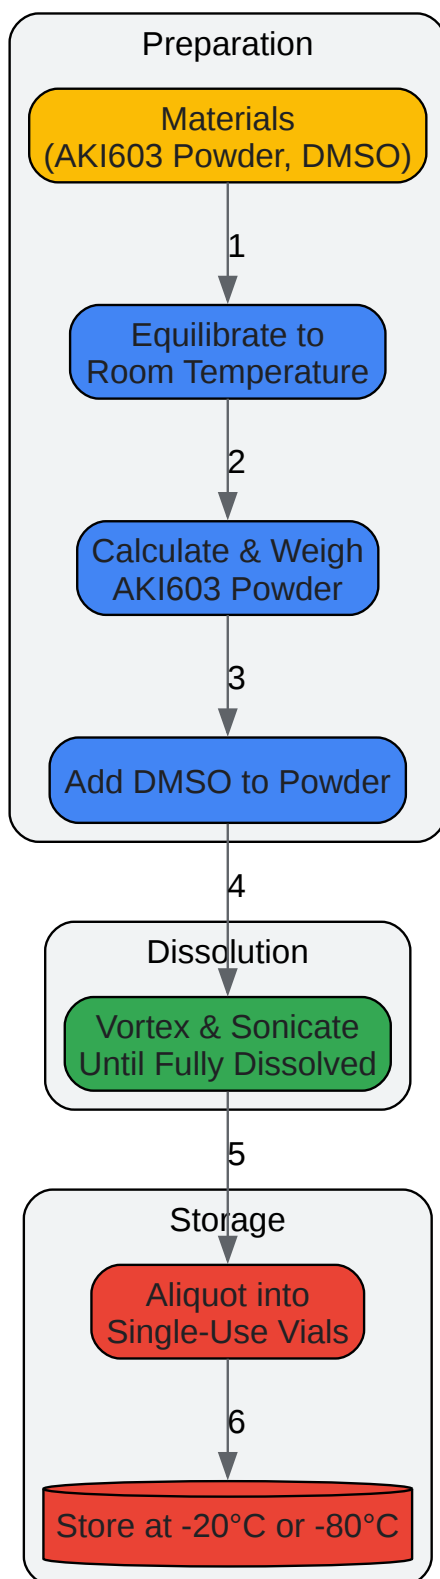 Preparation
Materials
(AKI603 Powder, DMSO)
1
Equilibrate to
Room Temperature
2
Calculate & Weigh
AKI603 Powder
3
Add DMSO to Powder
4
Dissolution
Vortex & Sonicate
Until Fully Dissolved
5
Storage
Aliquot into
Single-Use Vials
6
Store at -20°C or -80°C